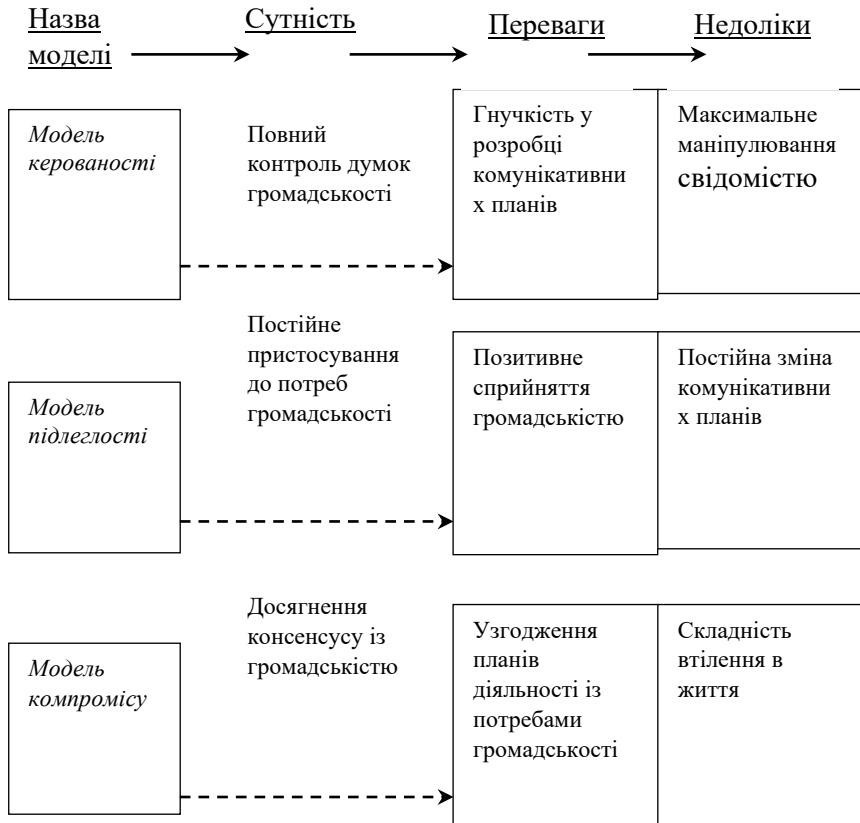 Назва
моделі
Сутність
Переваги
Недоліки
Модель
керованості
Повний
контроль думок
громадськості
Гнучкість у
розробці
комунікативни
х планів
Максимальне
маніпулювання
свідомістю
Модель
підлеглості
Постійне
пристосування
до потреб
громадськості
Позитивне
сприйняття
громадськістю
Постійна зміна
комунікативни
х планів
Модель
компромісу
Досягнення
консенсусу із
громадськістю
Узгодження
планів
діяльності із
потребами
громадськості
Складність
втілення в
життя